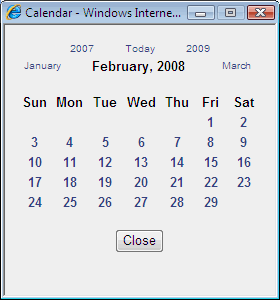 Calendar - Windows Interne...
2007 Today 2009
January February, 2008 March
Sun Mon Tue Wed Thu Fri Sat
1 2
3 4 5 6 7 8 9
10 11 12 13 14 15 16
17 18 19 20 21 22 23
24 25 26 27 28 29
Close